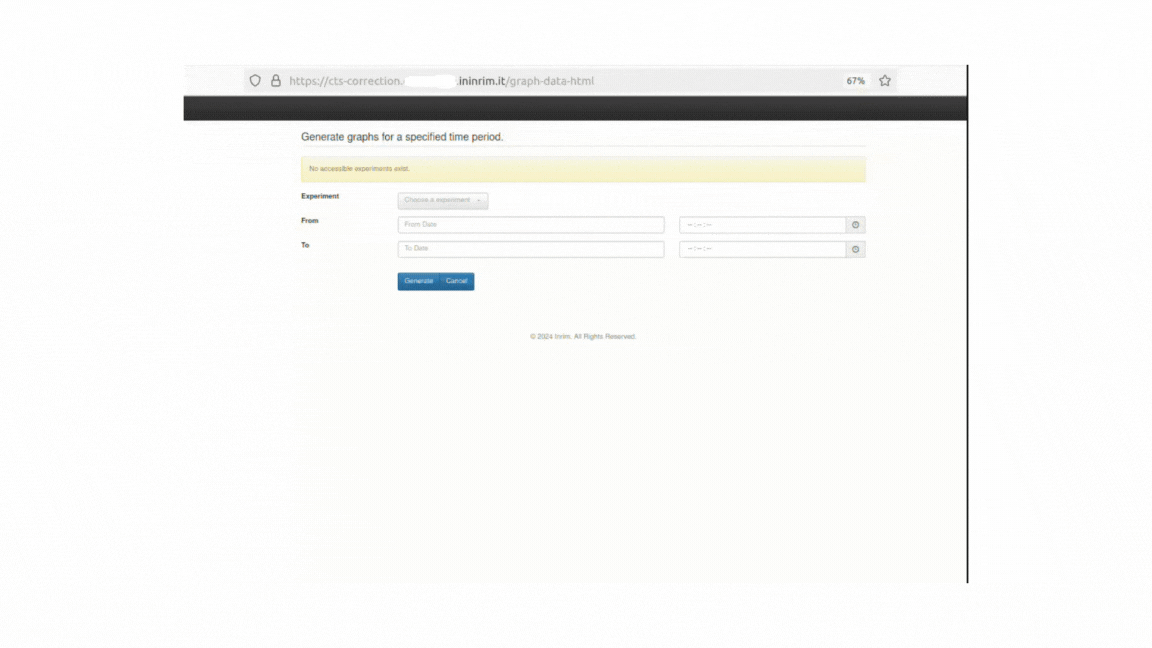 https://cts-correction. .ininrim.it/graph-data-html 67%
Generate graphs for a specified time period.
No accessible experiments exist.
Experiment Choose a experiment
From From Date --:--:--
To To Date --:--:--
Generate Cancel
© 2024 Inrim. All Rights Reserved.